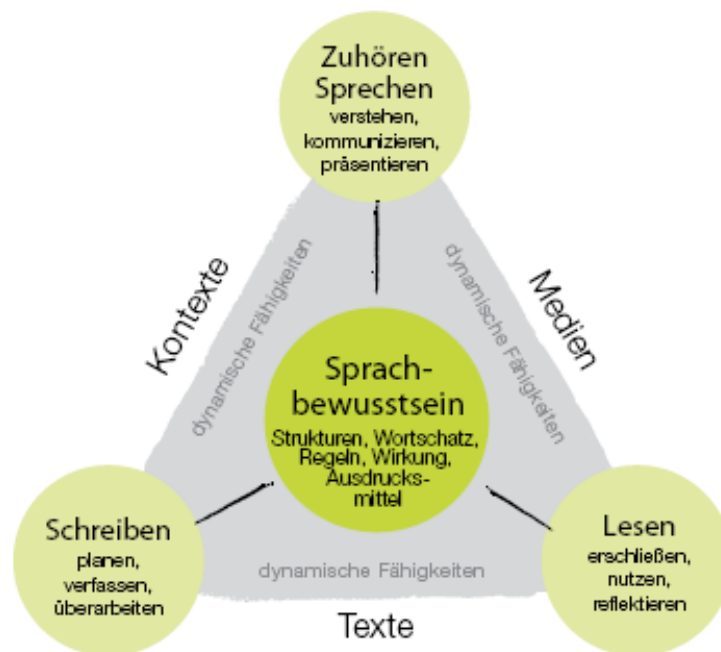 Zuhören
Sprechen
verstehen,
kommunizieren,
präsentieren
Kontexte
dynamische Fähigkeiten
dynamische Fähigkeiten
Medien
Sprach-
bewusstsein
Strukturen, Wortschatz,
Regeln, Wirkung,
Ausdrucks-
mittel
Schreiben
planen,
verfassen,
überarbeiten
dynamische Fähigkeiten
Lesen
erschließen,
nutzen,
reflektieren
Texte